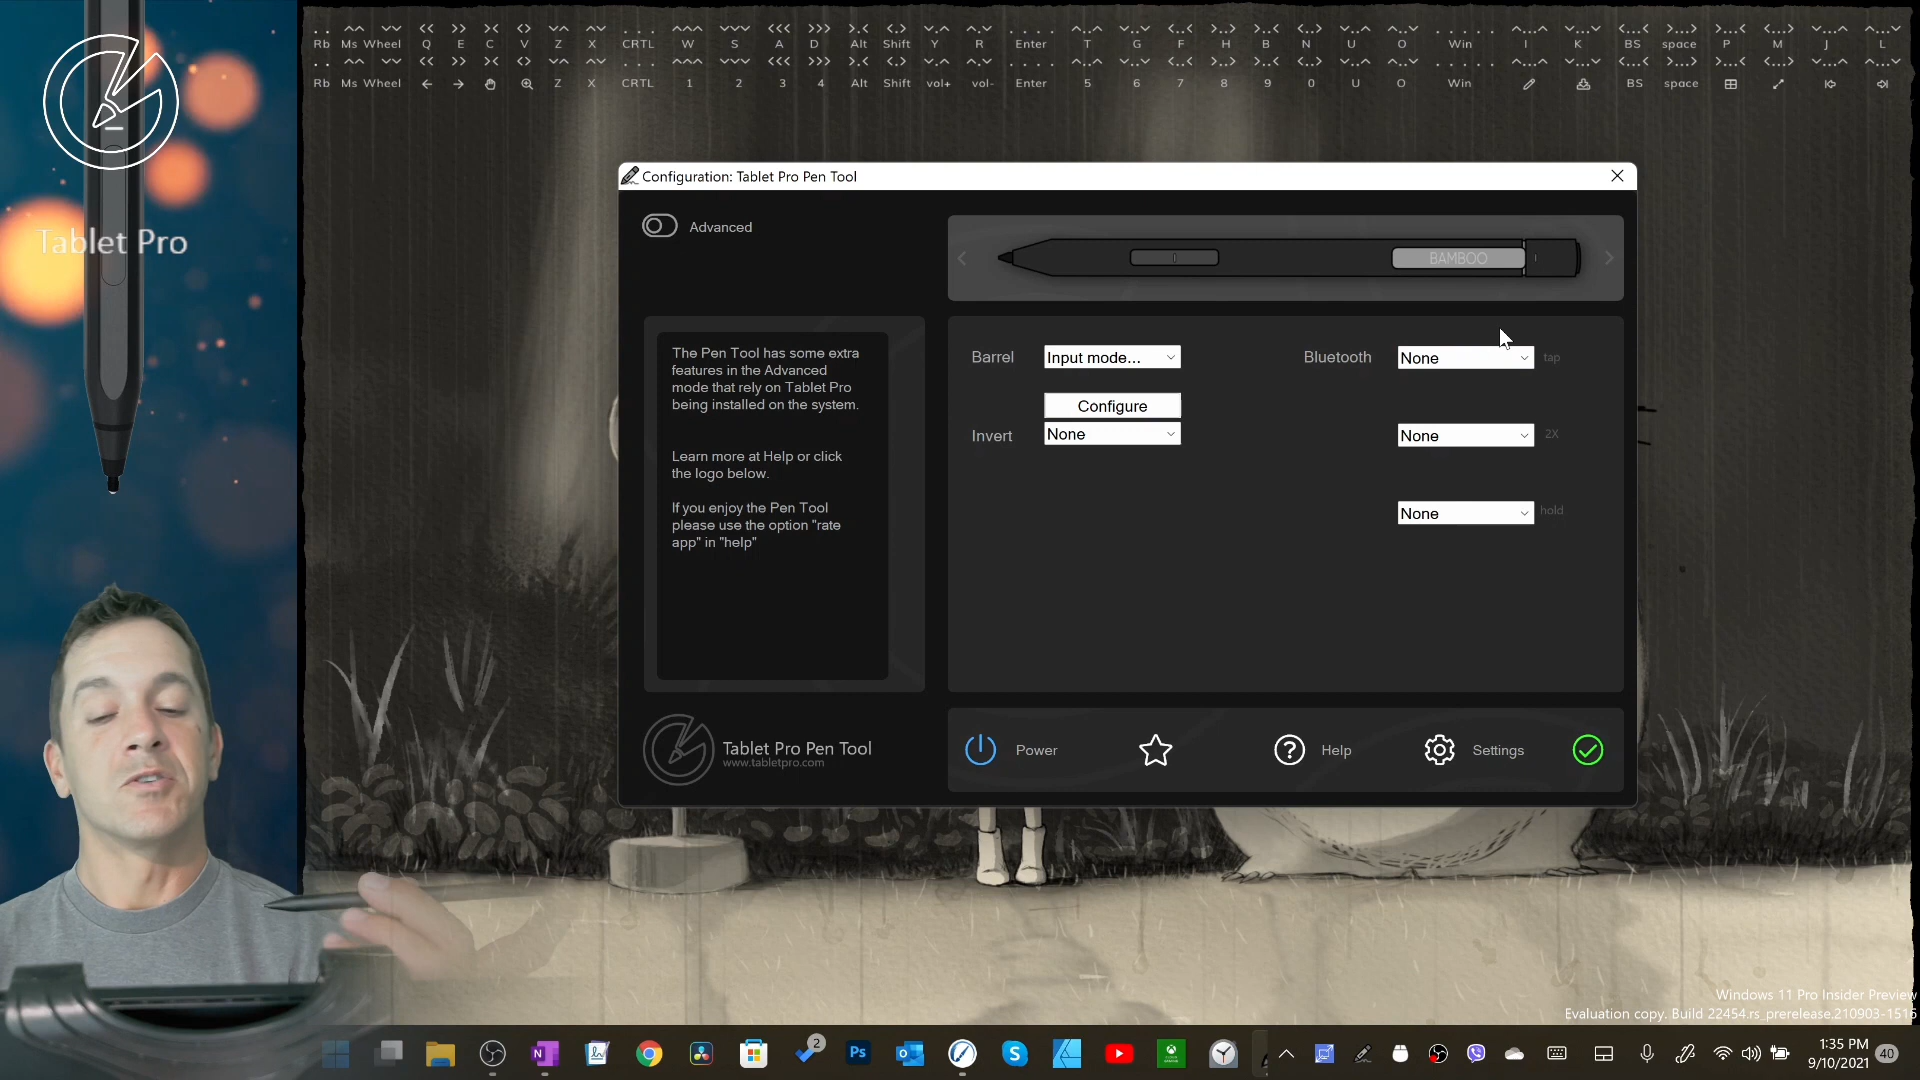 Rb Ms Wheel Q E C V Z X CRTL W S A D Alt Shift Y R Enter T G F H B N U O Win I K BS space P M J L
Rb Ms Wheel Z X CRTL 1 2 3 4 Alt Shift vol+ vol- Enter 5 6 7 8 9 0 U O Win BS space
Tablet Pro
Configuration: Tablet Pro Pen Tool
Advanced
BAMBOO
The Pen Tool has some extra
features in the Advanced
mode that rely on Tablet Pro
being installed on the system.
Learn more at Help or click
the logo below.
If you enjoy the Pen Tool
please use the option "rate
app" in "help"
Barrel Input mode...
Configure
Invert None
Bluetooth None tap
None 2X
None hold
Tablet Pro Pen Tool
www.tabletpro.com
Power
Help
Settings
Windows 11 Pro Insider Preview
Evaluation copy. Build 22454.rs_prerelease.210903-1516
2
Ps
1:35 PM
9/10/2021
40